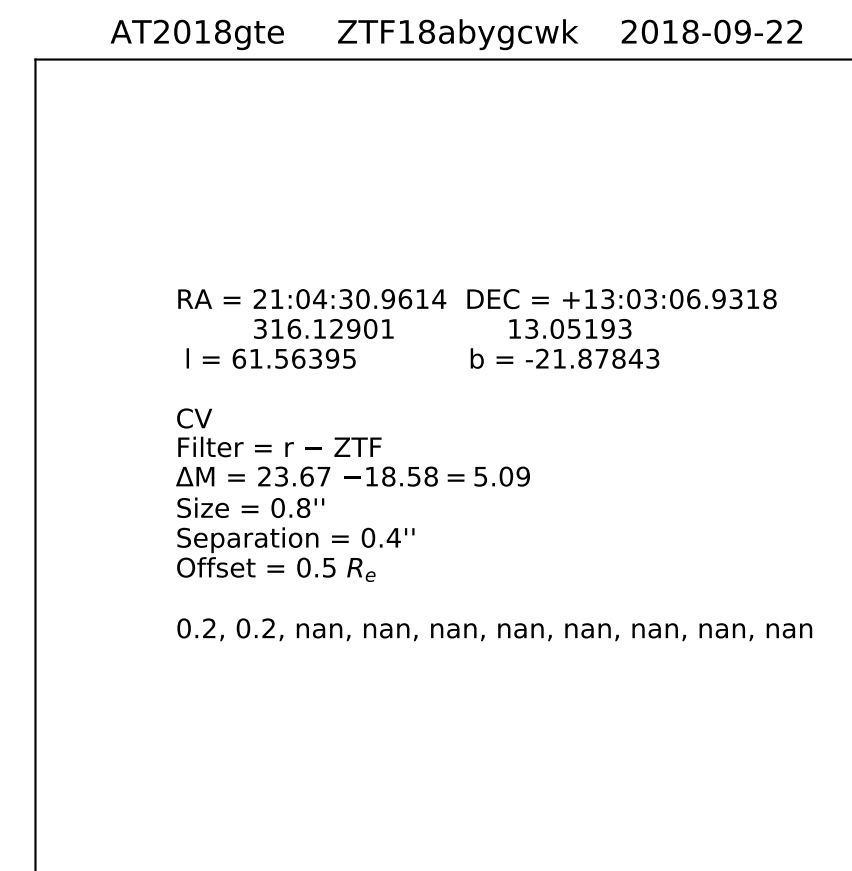 AT2018gte ZTF18abygcwk 2018-09-22
RA = 21:04:30.9614 DEC = +13:03:06.9318
316.12901 13.05193
l = 61.56395 b = -21.87843
CV
Filter = r − ZTF
ΔM = 23.67 −18.58 = 5.09
Size = 0.8''
Separation = 0.4''
Offset = 0.5 Re
0.2, 0.2, nan, nan, nan, nan, nan, nan, nan, nan